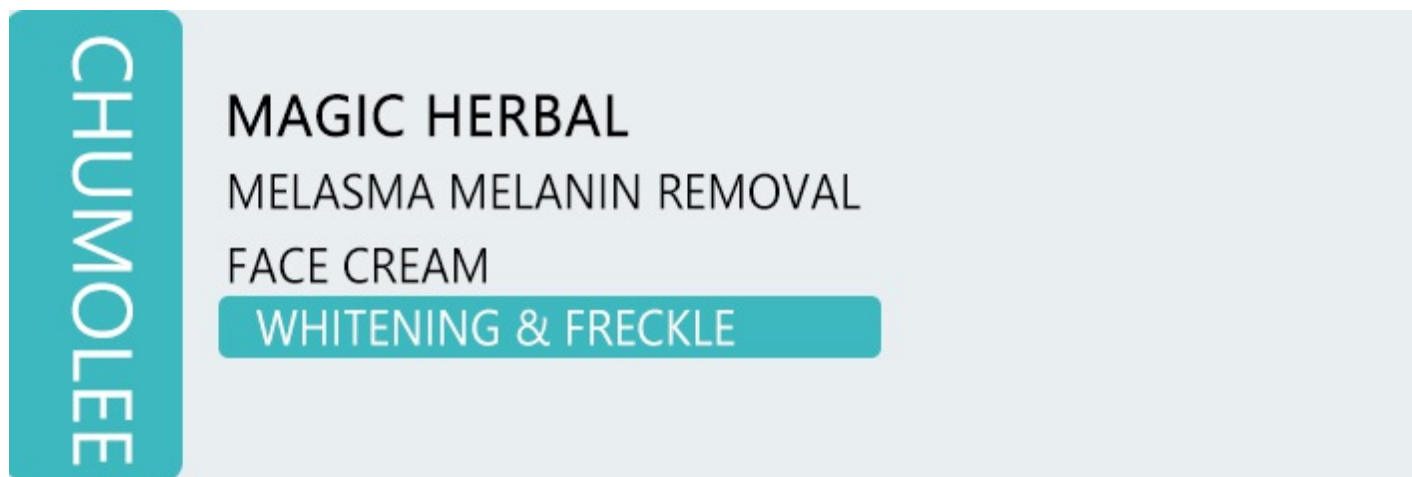 CHUMOLEE
MAGIC HERBAL
MELASMA MELANIN REMOVAL
FACE CREAM
WHITENING & FRECKLE